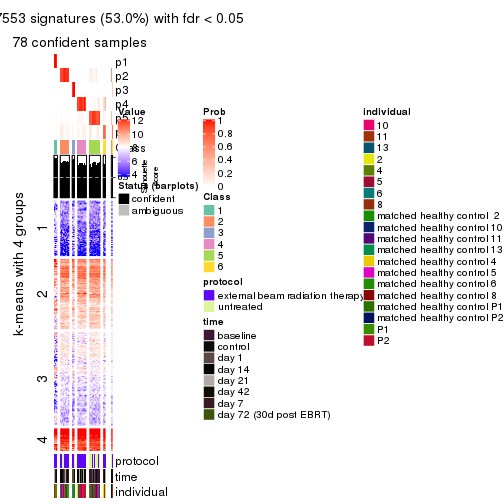 7553 signatures (53.0%) with fdr < 0.05
78 confident samples
p1
p2
p3
p4
Class
k-means with 4 groups
1
2
3
4
protocol
time
individual
Value
12
10
8
6
4
Status (barplots)
confident
ambiguous
Prob
1
0.8
0.6
0.4
0.2
0
Class
1
2
3
4
5
6
protocol
external beam radiation therapy
untreated
time
baseline
control
day 1
day 14
day 21
day 42
day 7
day 72 (30d post EBRT)
individual
10
11
13
2
4
5
6
8
matched healthy control 2
matched healthy control 10
matched healthy control 11
matched healthy control 13
matched healthy control 4
matched healthy control 5
matched healthy control 6
matched healthy control 8
matched healthy control P1
matched healthy control P2
P1
P2